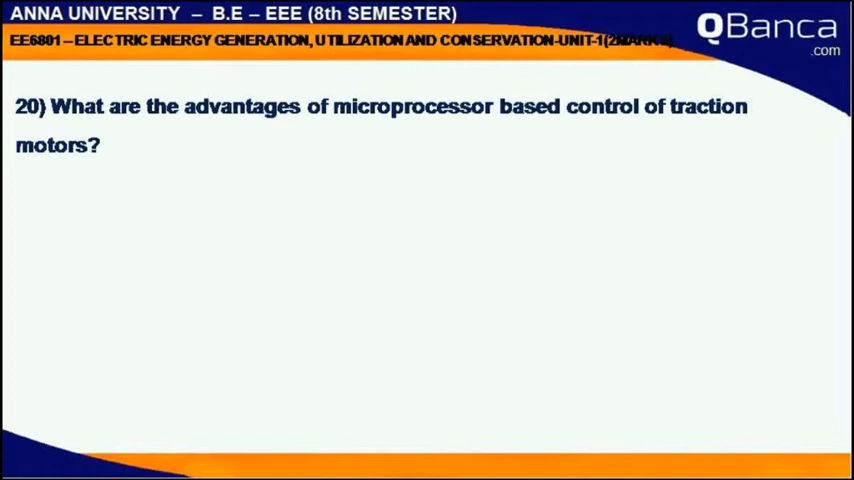 ANNA UNIVERSITY – B.E – EEE (8th SEMESTER)
EE6801 – ELECTRIC ENERGY GENERATION, UTILIZATION AND CONSERVATION-UNIT-1(2MARKS)
QBanca
.com
20) What are the advantages of microprocessor based control of traction
motors?